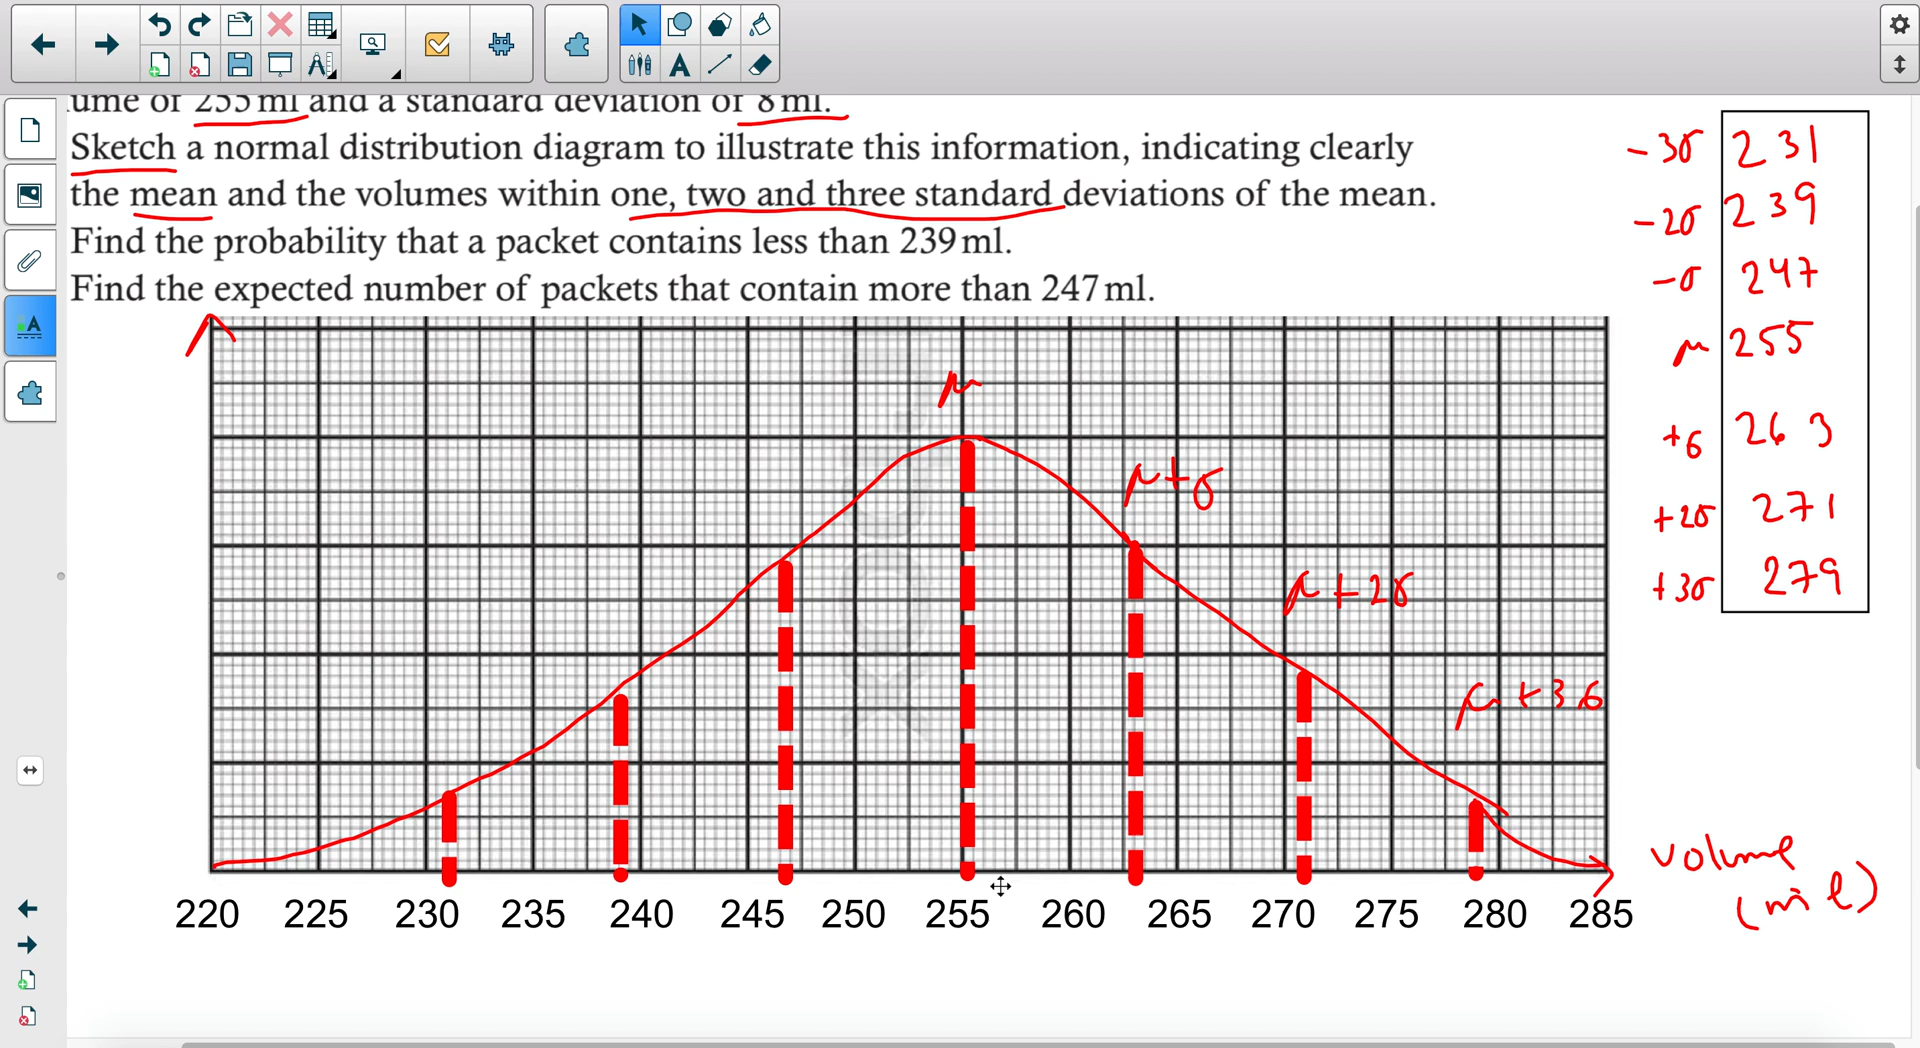 ume of 255 ml and a standard deviation of 8 ml.
Sketch a normal distribution diagram to illustrate this information, indicating clearly
the mean and the volumes within one, two and three standard deviations of the mean.
Find the probability that a packet contains less than 239 ml.
Find the expected number of packets that contain more than 247 ml.
-3σ 231
-2σ 239
-σ 247
μ 255
+σ 263
+2σ 271
+3σ 279
μ
μ+σ
μ+2σ
μ+3σ
volume
(ml)
220 225 230 235 240 245 250 255 260 265 270 275 280 285